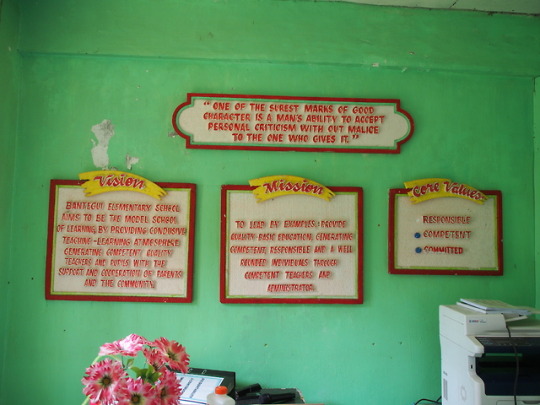 "ONE OF THE SUREST MARKS OF GOOD
CHARACTER IS A MAN'S ABILITY TO ACCEPT
PERSONAL CRITICISM WITH OUT MALICE
TO THE ONE WHO GIVES IT."
Vision
BANTEGUI ELEMENTARY SCHOOL
AIMS TO BE THE MODEL SCHOOL
OF LEARNING BY PROVIDING CONDUSIVE
TEACHING-LEARNING ATMOSPHERE
GENERATING COMPETENT QUALITY
TEACHERS AND PUPILS WITH THE
SUPPORT AND COOPERATION OF PARENTS
AND THE COMMUNITY.
Mission
TO LEAD BY EXAMPLES: PROVIDE
QUALITY BASIC EDUCATION, GENERATING
COMPETENT, RESPONSIBLE AND A WELL
ROUNDED INDIVIDUALS THROUGH
COMPETENT TEACHERS AND
ADMINISTRATOR.
Core Values
RESPONSIBLE
COMPETENT
COMMITTED